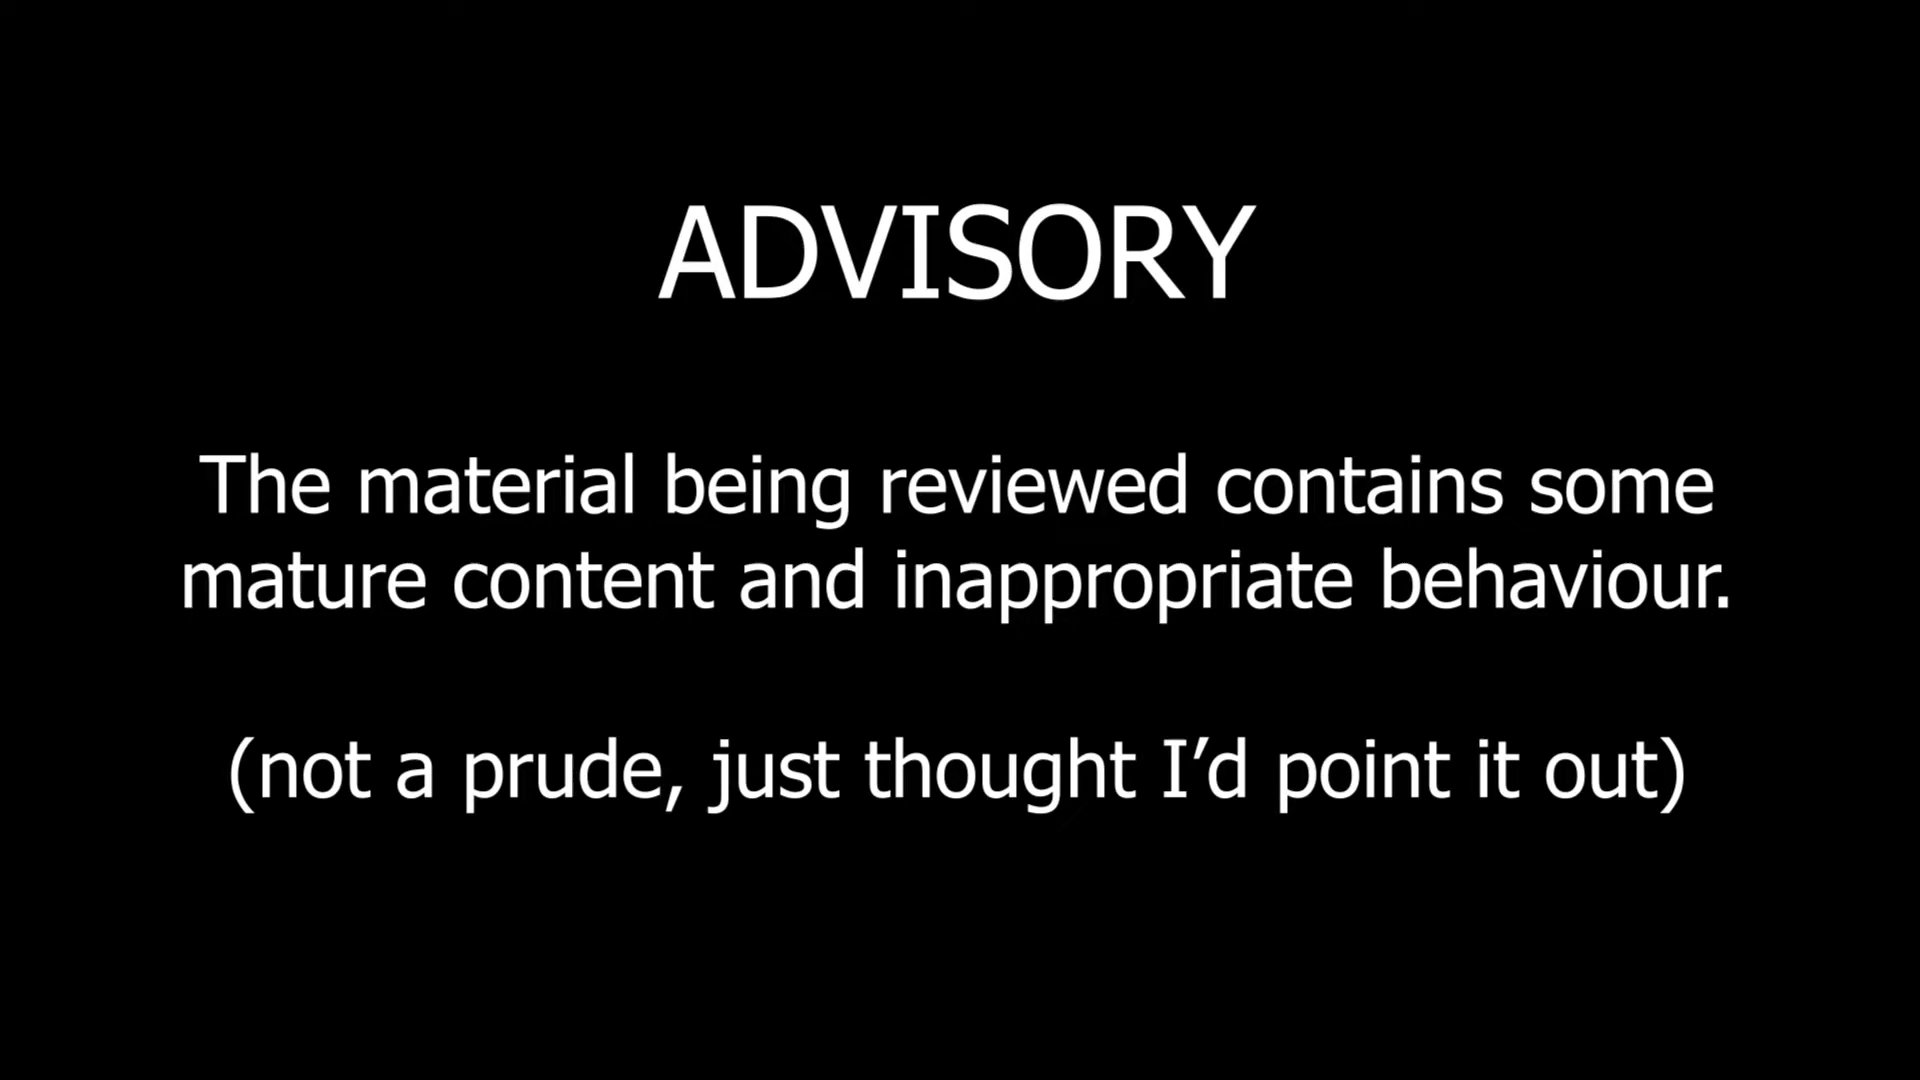 ADVISORY
The material being reviewed contains some
mature content and inappropriate behaviour.
(not a prude, just thought I’d point it out)